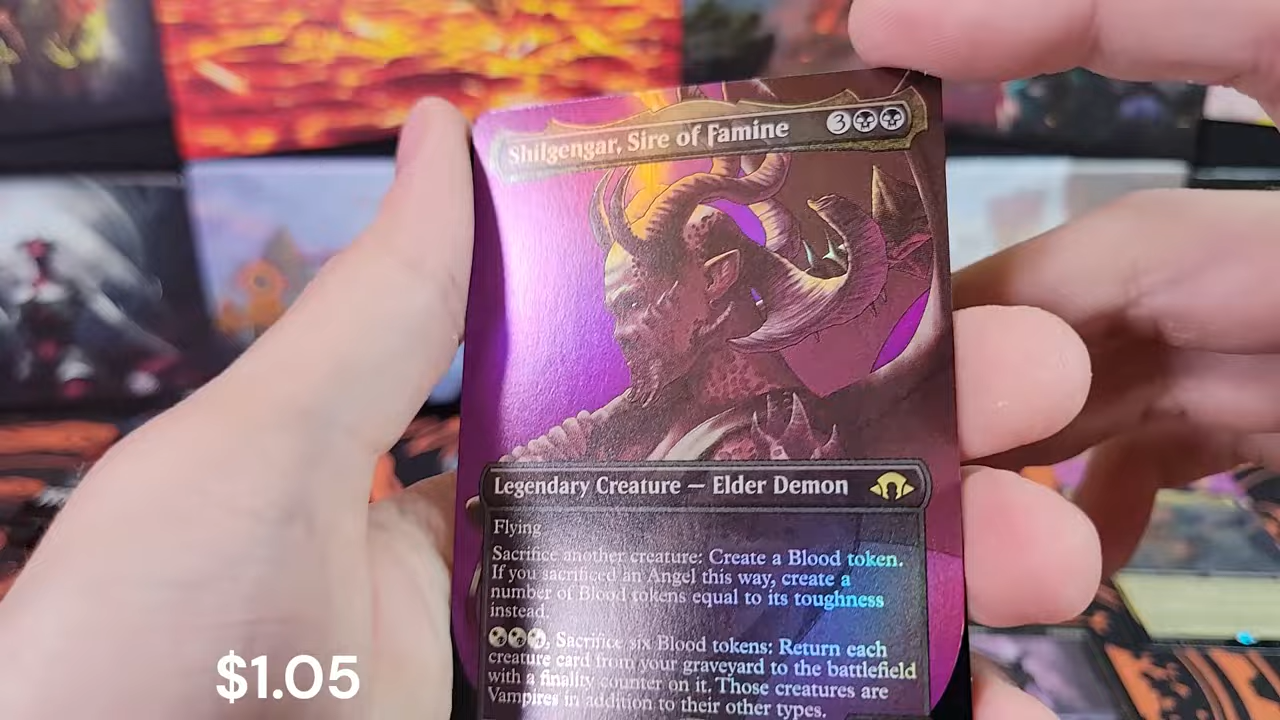 Shilgengar, Sire of Famine 3
Legendary Creature — Elder Demon
Flying
Sacrifice another creature: Create a Blood token.
If you sacrificed an Angel this way, create a
number of Blood tokens equal to its toughness
instead.
, Sacrifice six Blood tokens: Return each
creature card from your graveyard to the battlefield
with a finality counter on it. Those creatures are
Vampires in addition to their other types.
$1.05